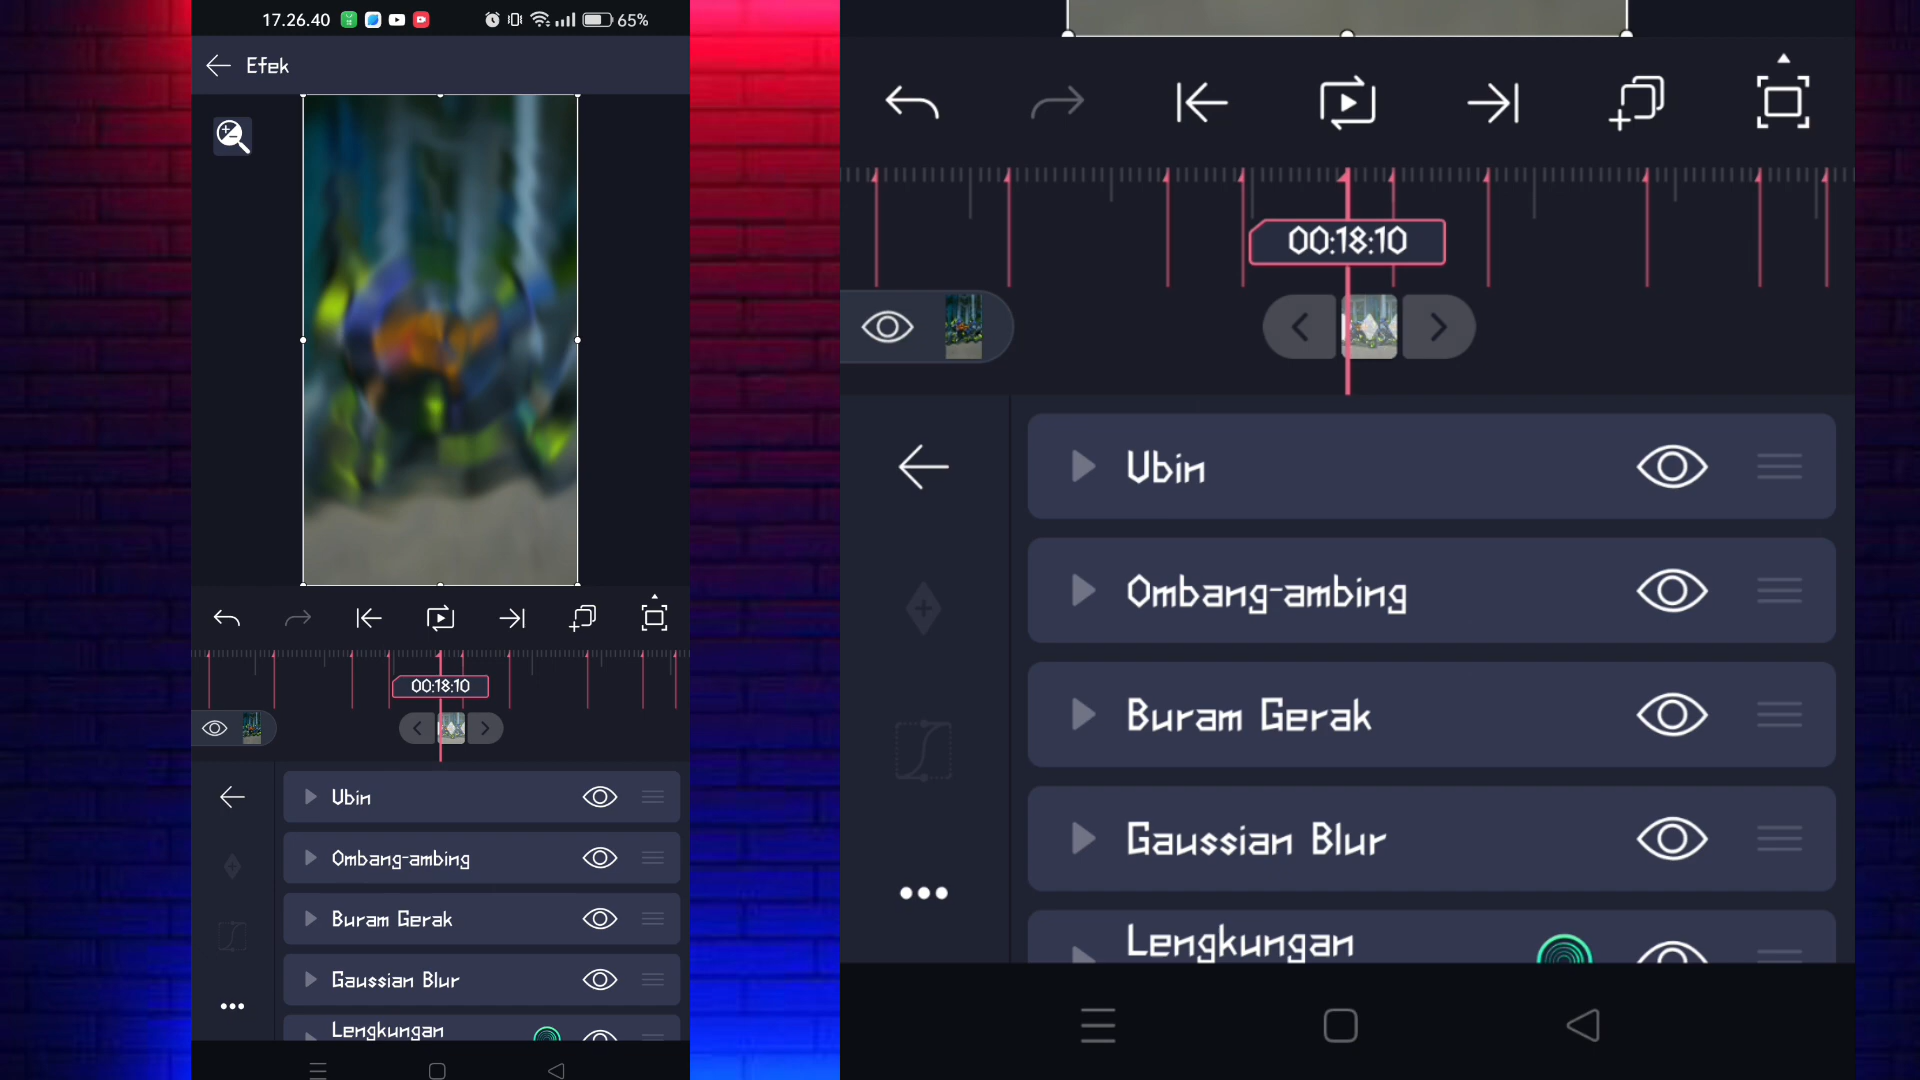 17.26.40
65%
Efek
00:18:10
Ubin
Ombang-ambing
Buram Gerak
Gaussian Blur
Lengkungan
00:18:10
Ubin
Ombang-ambing
Buram Gerak
Gaussian Blur
Lengkungan